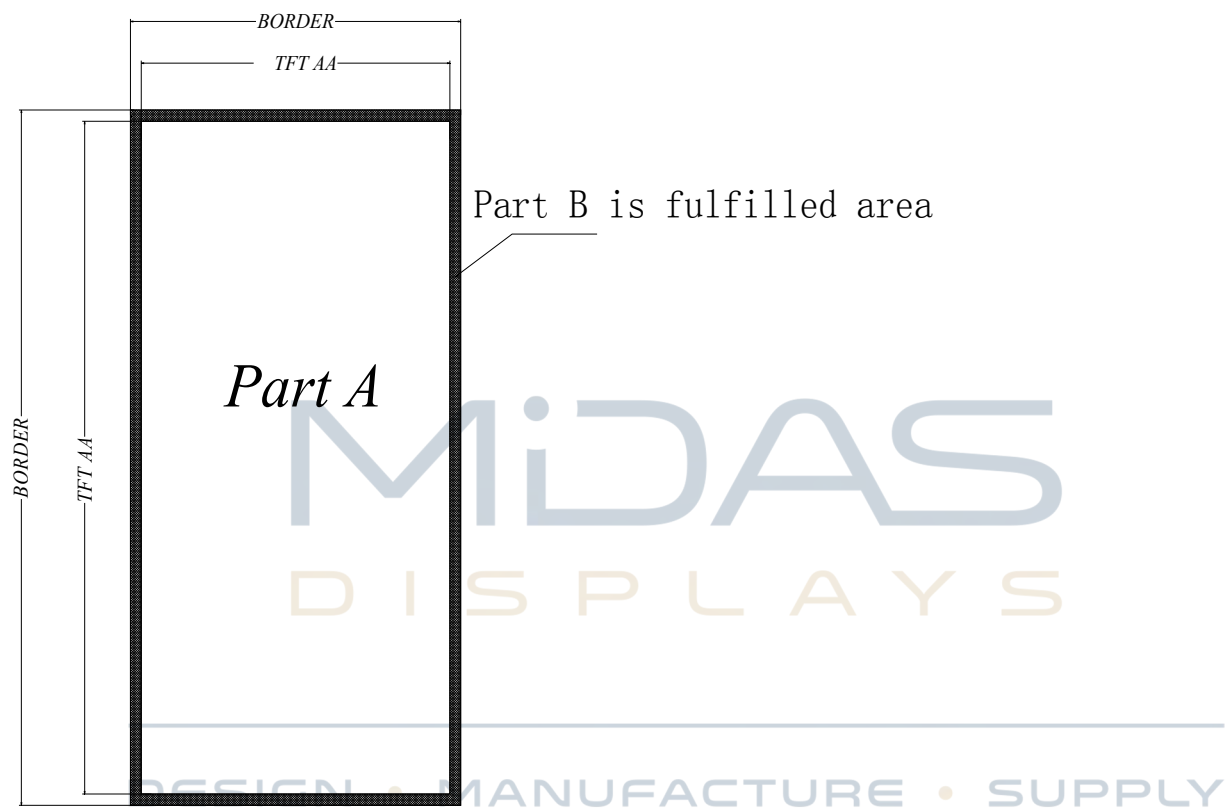 BORDER
TFT AA
Part B is fulfilled area
Part A
BORDER
TFT AA
MiDAS
DISPLAYS
DESIGN • MANUFACTURE • SUPPLY